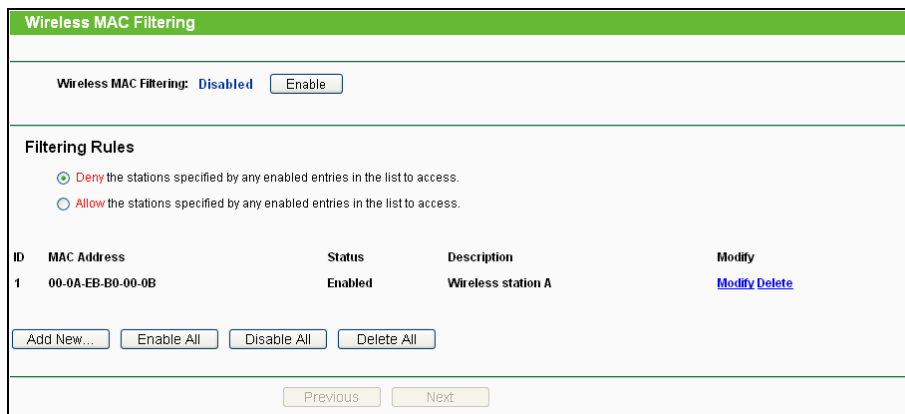 Wireless MAC Filtering
Wireless MAC Filtering: Disabled Enable
Filtering Rules
Deny the stations specified by any enabled entries in the list to access.
Allow the stations specified by any enabled entries in the list to access.
ID MAC Address Status Description Modify
1 00-0A-EB-B0-00-0B Enabled Wireless station A Modify Delete
Add New... Enable All Disable All Delete All
Previous Next